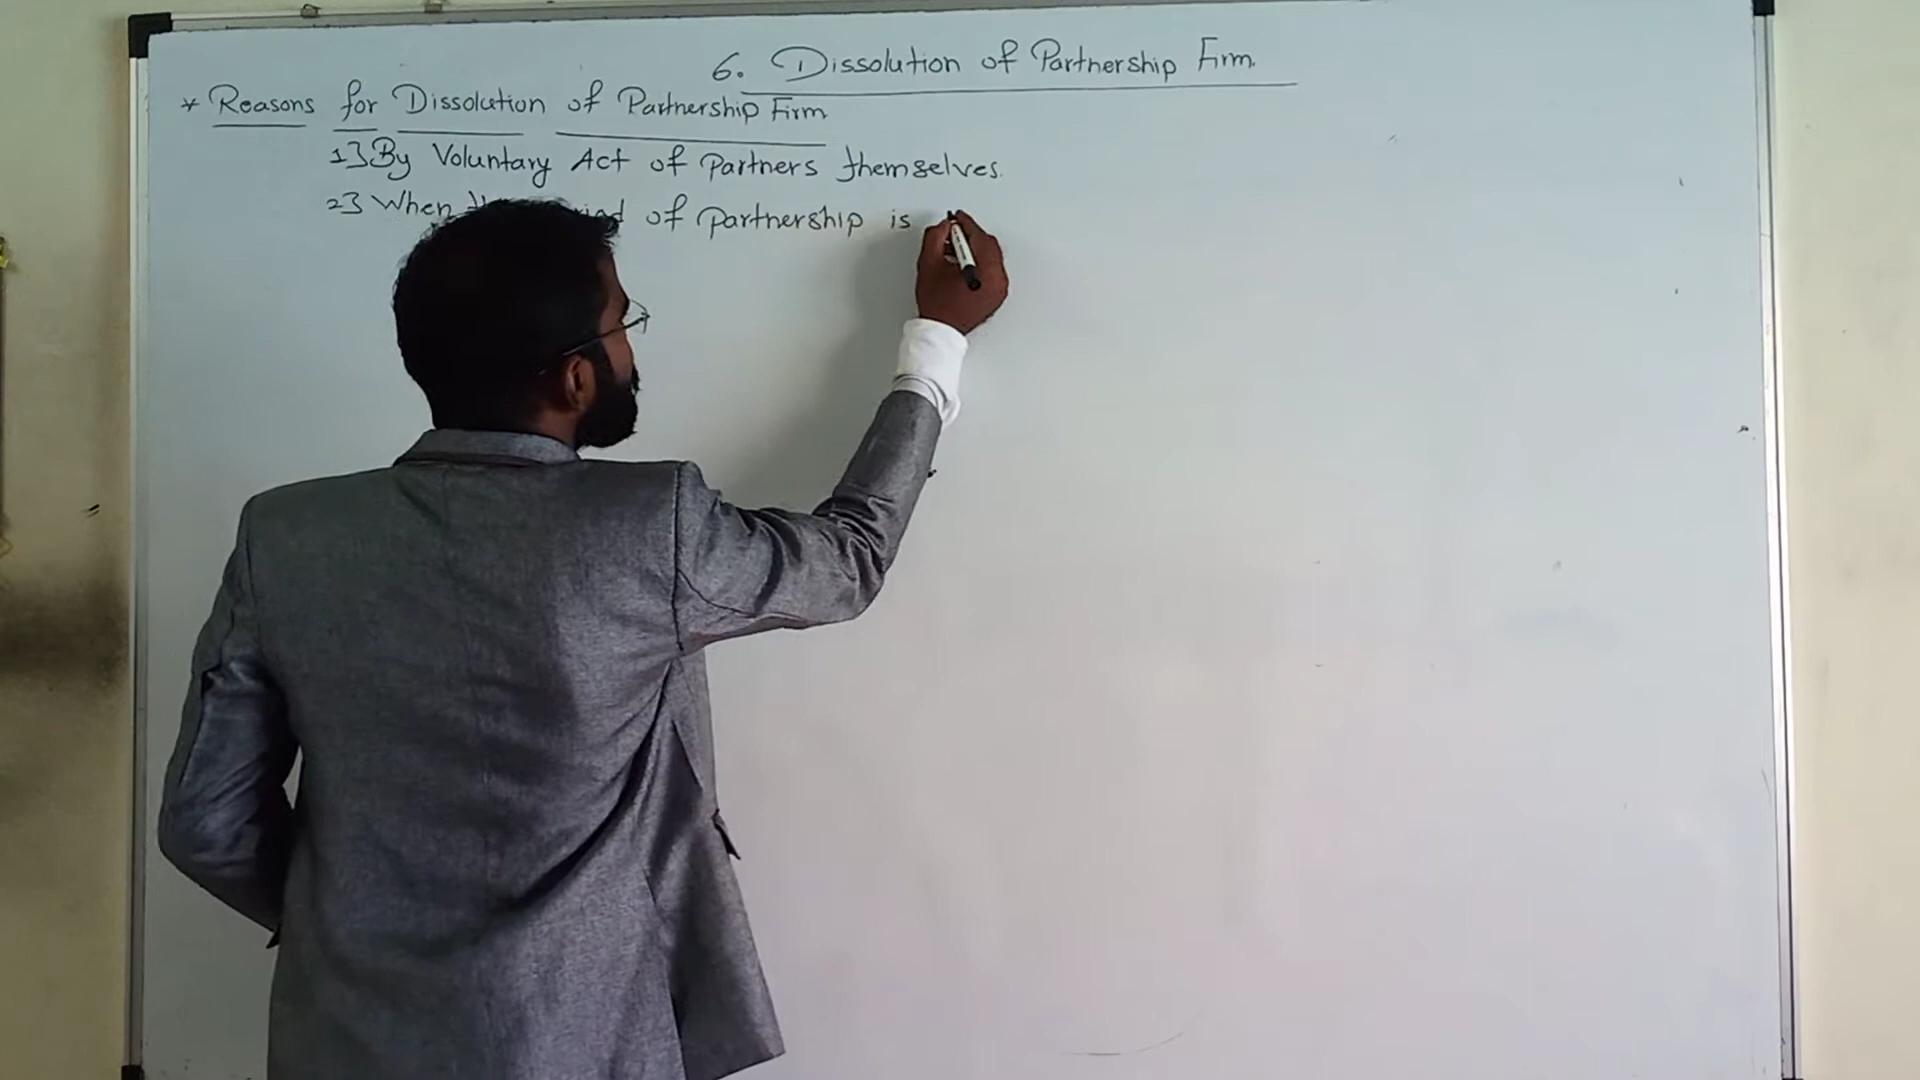 6. Dissolution of Partnership Firm.
* Reasons for Dissolution of Partnership Firm
1] By Voluntary Act of Partners themselves.
2] When of partnership is